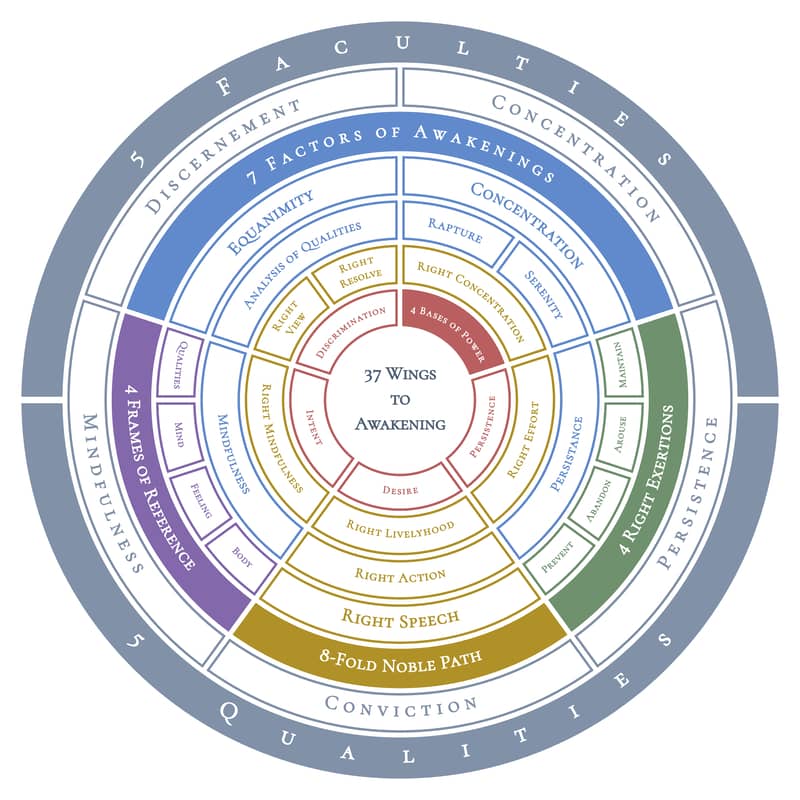 5 FACULTIES
DISCERNEMENT
CONCENTRATION
7 FACTORS OF AWAKENINGS
EQUANIMITY
CONCENTRATION
ANALYSIS OF QUALITIES
RAPTURE
SERENITY
RIGHT
VIEW
RIGHT
RESOLVE
RIGHT CONCENTRATION
DISCRIMINATION
4 BASES OF POWER
37 WINGS
TO
AWAKENING
INTENT
PERSISTENCE
DESIRE
MINDFULNESS
4 FRAMES OF REFERENCE
QUALITIES
MIND
FEELING
BODY
MINDFULNESS
RIGHT MINDFULNESS
RIGHT EFFORT
PERSISTANCE
MAINTAIN
AROUSE
ABANDON
PREVENT
4 RIGHT EXERTIONS
PERSISTENCE
RIGHT LIVELYHOOD
RIGHT ACTION
RIGHT SPEECH
8-FOLD NOBLE PATH
CONVICTION
5 QUALITIES